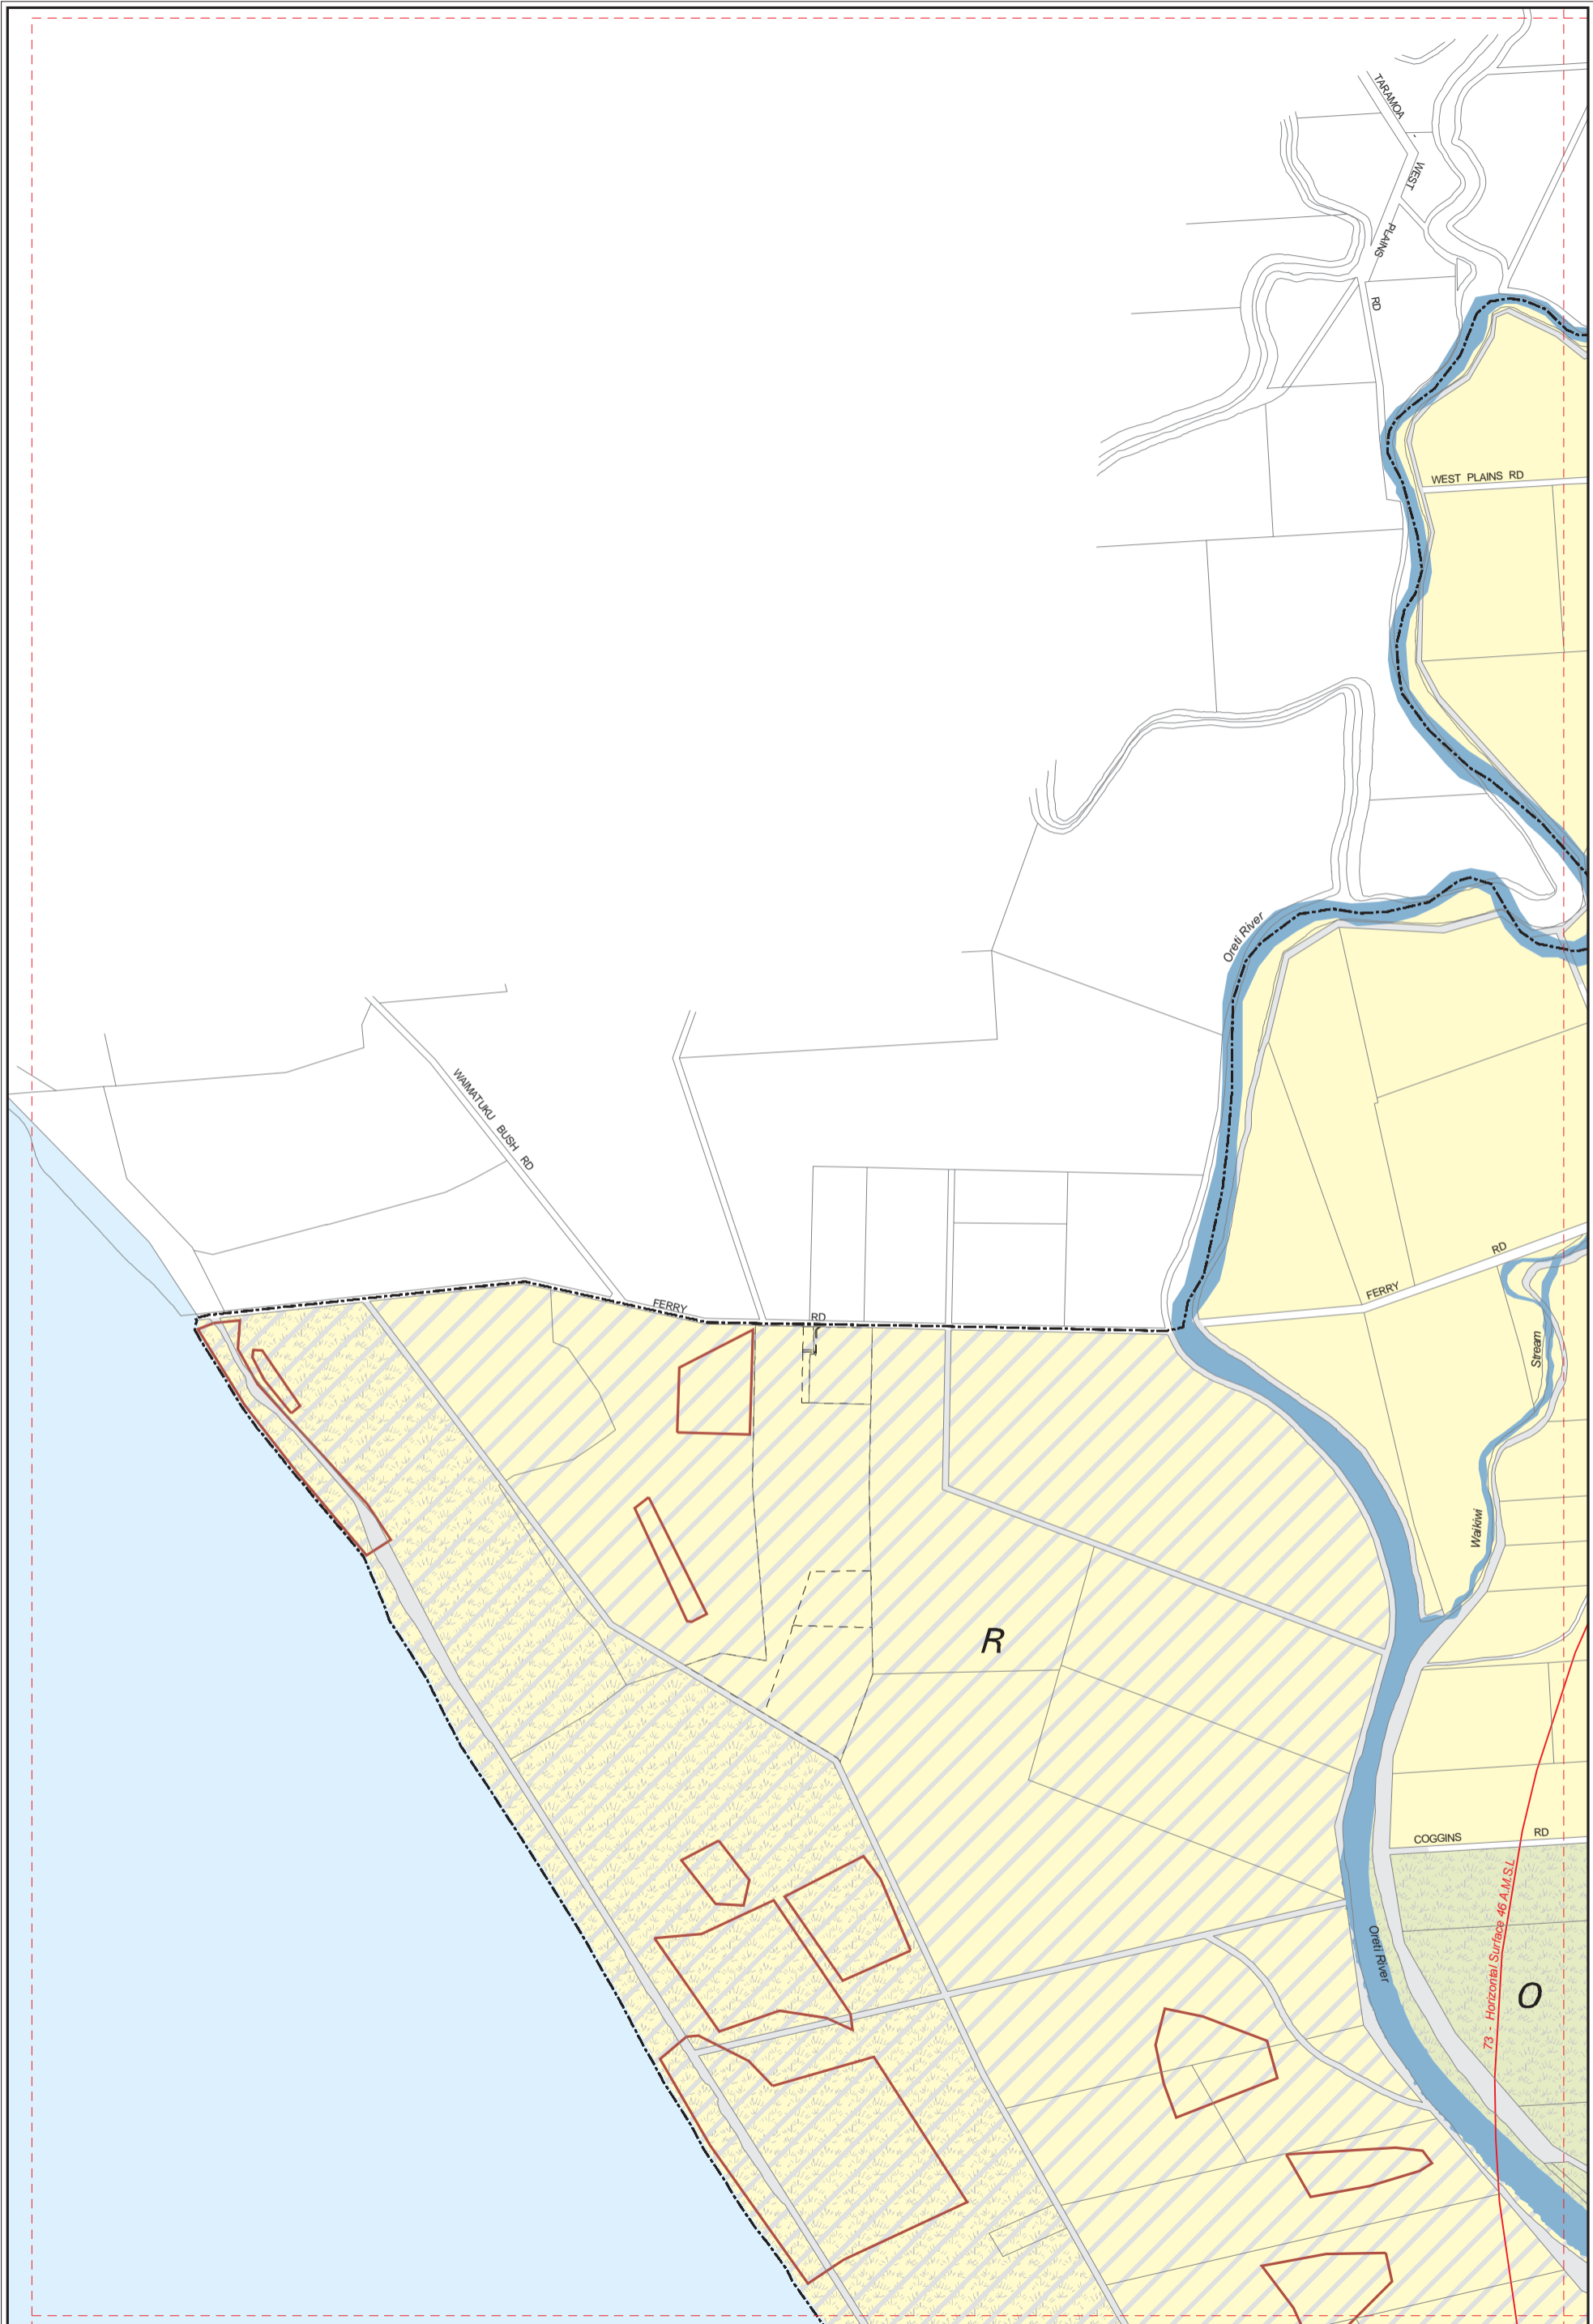 TARAMOA - WEST PLAINS RD
WEST PLAINS RD
Oreti River
WAIMATUKU BUSH RD
FERRY RD
FERRY RD
Stream
Waikiwi
R
COGGINS RD
73 - Horizontal Surface 46 A.M.S.L
Oreti River
O